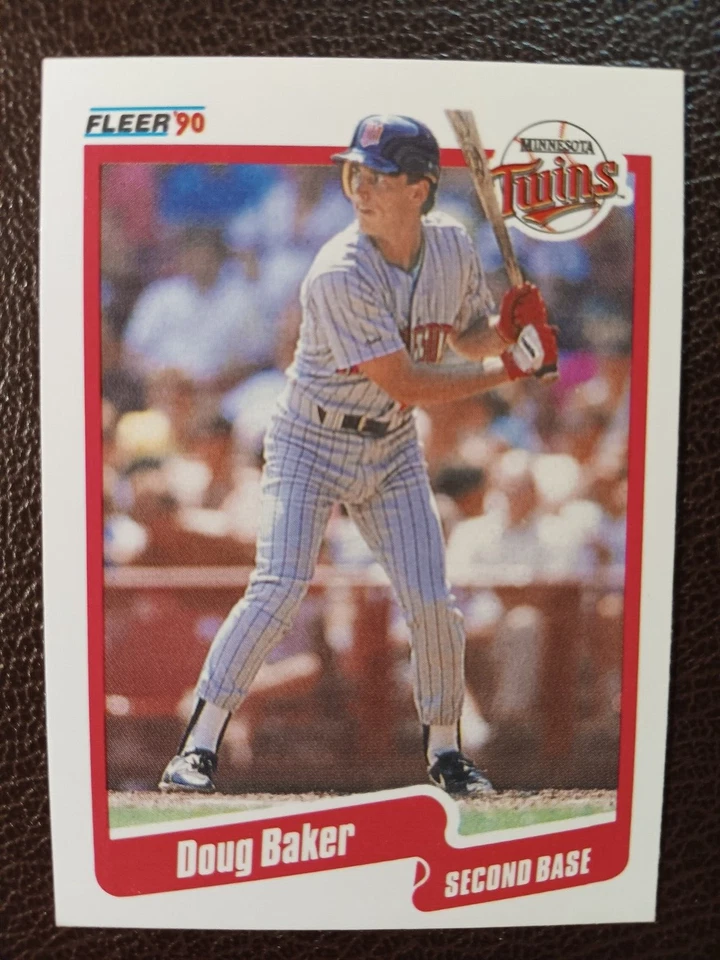 FLEER '90
MINNESOTA
Twins
Doug Baker
SECOND BASE